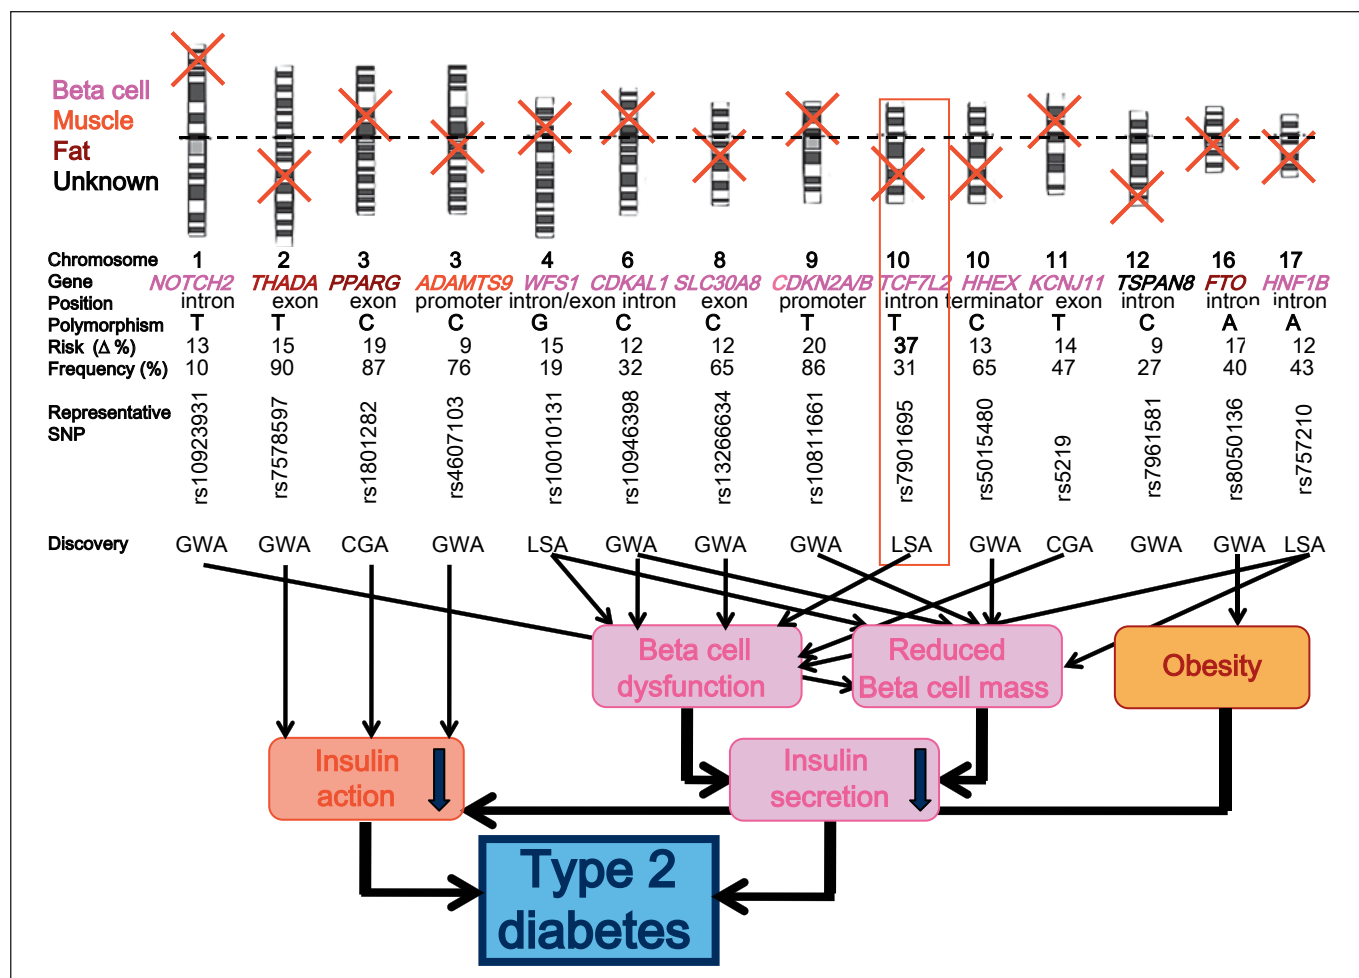 Beta cell
Muscle
Fat
Unknown
Chromosome 1 2 3 3 4 6 8 9 10 10 11 12 16 17
Gene NOTCH2 THADA PPARG ADAMTS9 WFS1 CDKAL1 SLC30A8 CDKN2A/B TCF7L2 HHEX KCNJ11 TSPAN8 FTO HNF1B
Position intron exon exon promoter intron/exon intron exon promoter intron terminator exon intron intron intron
Polymorphism T T C C G C C T T C T C A A
Risk (Δ %) 13 15 19 9 15 12 12 20 37 13 14 9 17 12
Frequency (%) 10 90 87 76 19 32 65 86 31 65 47 27 40 43
Representative
SNP
rs10923931
rs7578597
rs1801282
rs4607103
rs10010131
rs10946398
rs13266634
rs10811661
rs7901695
rs5015480
rs5219
rs7961581
rs8050136
rs757210
Discovery GWA GWA CGA GWA LSA GWA GWA GWA LSA GWA CGA GWA GWA LSA
Beta cell
dysfunction
Reduced
Beta cell mass
Obesity
Insulin
action
Insulin
secretion
Type 2
diabetes